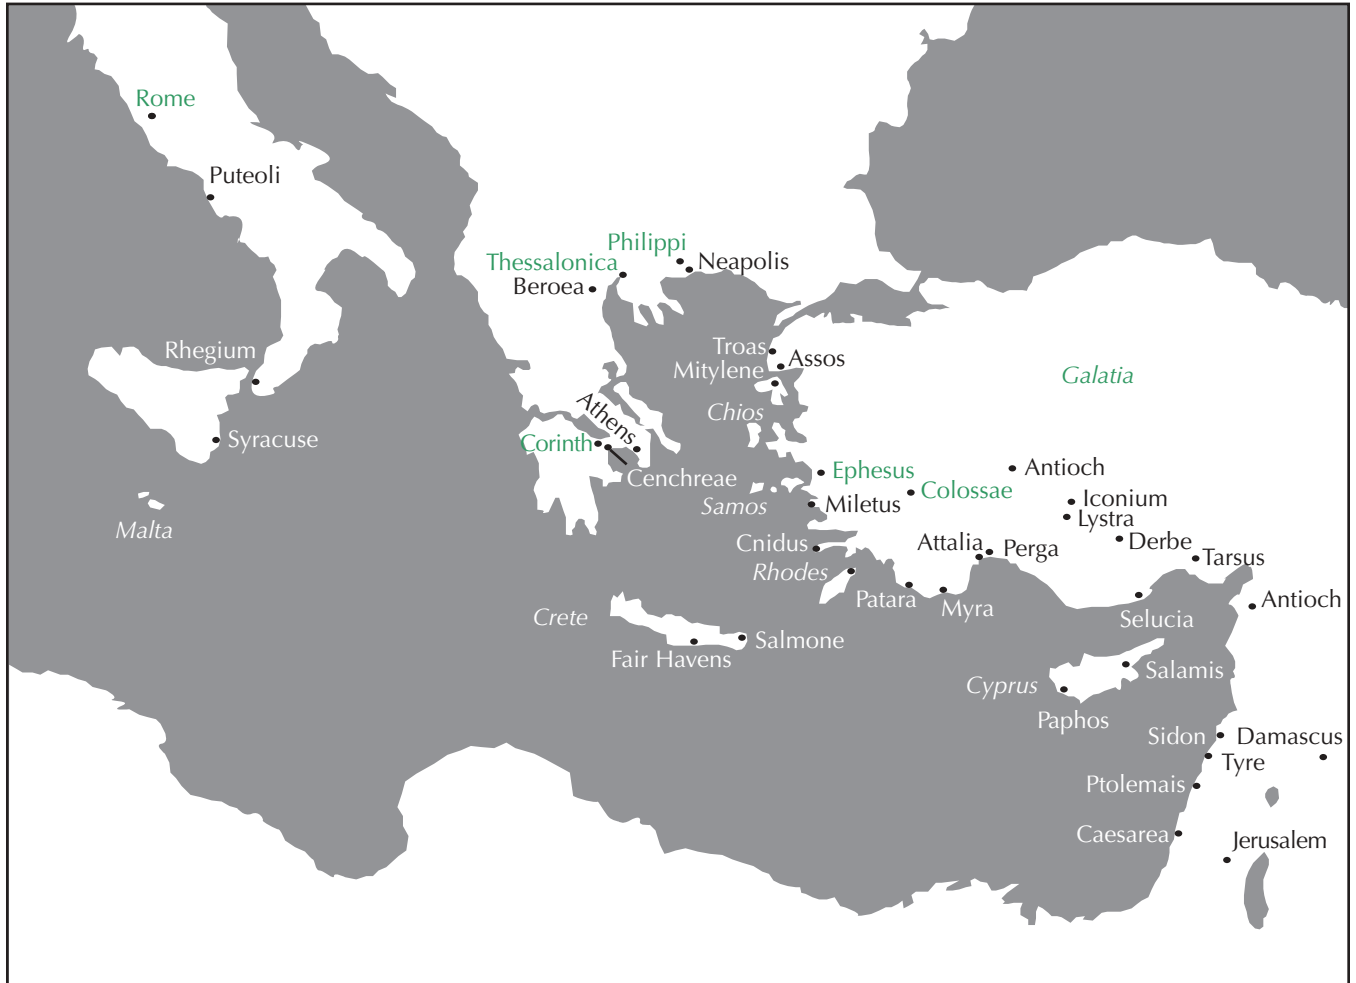 Rome
Puteoli
Philippi
Thessalonica
Neapolis
Beroea
Troas
Assos
Rhegium
Mitylene
Galatia
Chios
Athens
Syracuse
Corinth
Cenchreae
Ephesus
Antioch
Colossae
Iconium
Samos
Miletus
Lystra
Malta
Cnidus
Attalia
Perga
Derbe
Tarsus
Rhodes
Patara
Myra
Antioch
Crete
Selucia
Salmone
Fair Havens
Salamis
Cyprus
Paphos
Sidon
Damascus
Tyre
Ptolemais
Caesarea
Jerusalem